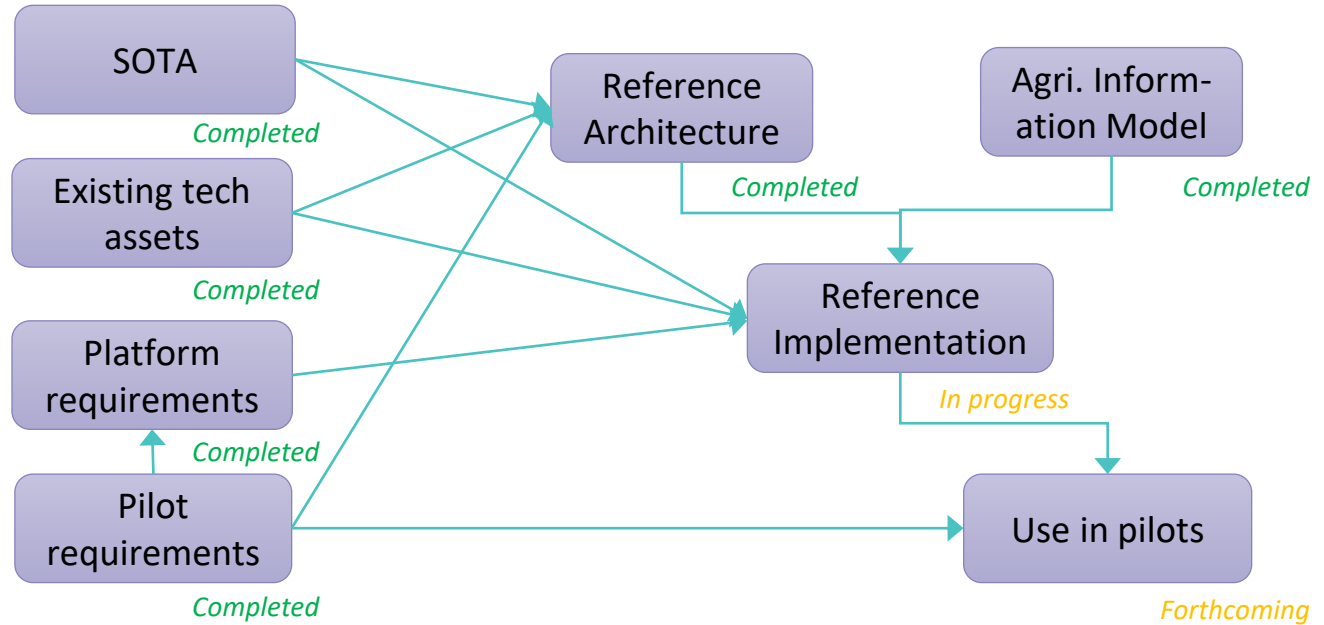 SOTA
Completed
Existing tech
assets
Completed
Platform
requirements
Completed
Pilot
requirements
Completed
Reference
Architecture
Completed
Agri. Inform-
ation Model
Completed
Reference
Implementation
In progress
Use in pilots
Forthcoming